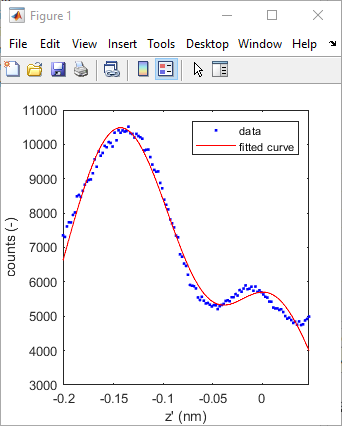 Figure 1
File Edit View Insert Tools Desktop Window Help
11000
10000
9000
8000
7000
6000
5000
4000
3000
counts (-)
data
fitted curve
-0.2 -0.15 -0.1 -0.05 0
z' (nm)